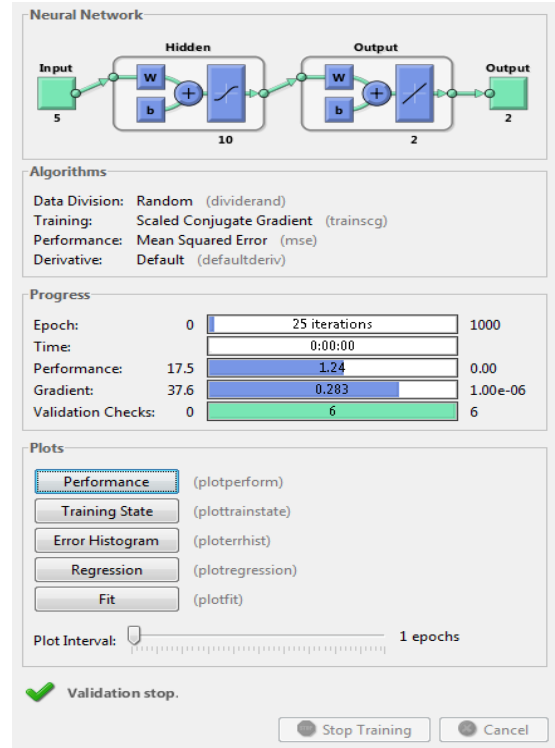 Neural Network
Hidden Output
Input Output
W W
b b
5 10 2 2
Algorithms
Data Division: Random (dividerand)
Training: Scaled Conjugate Gradient (trainscg)
Performance: Mean Squared Error (mse)
Derivative: Default (defaultderiv)
Progress
Epoch: 0 25 iterations 1000
Time: 0:00:00
Performance: 17.5 1.24 0.00
Gradient: 37.6 0.283 1.00e-06
Validation Checks: 0 6 6
Plots
Performance (plotperform)
Training State (plottrainstate)
Error Histogram (ploterrhist)
Regression (plotregression)
Fit (plotfit)
Plot Interval: 1 epochs
Validation stop.
Stop Training Cancel